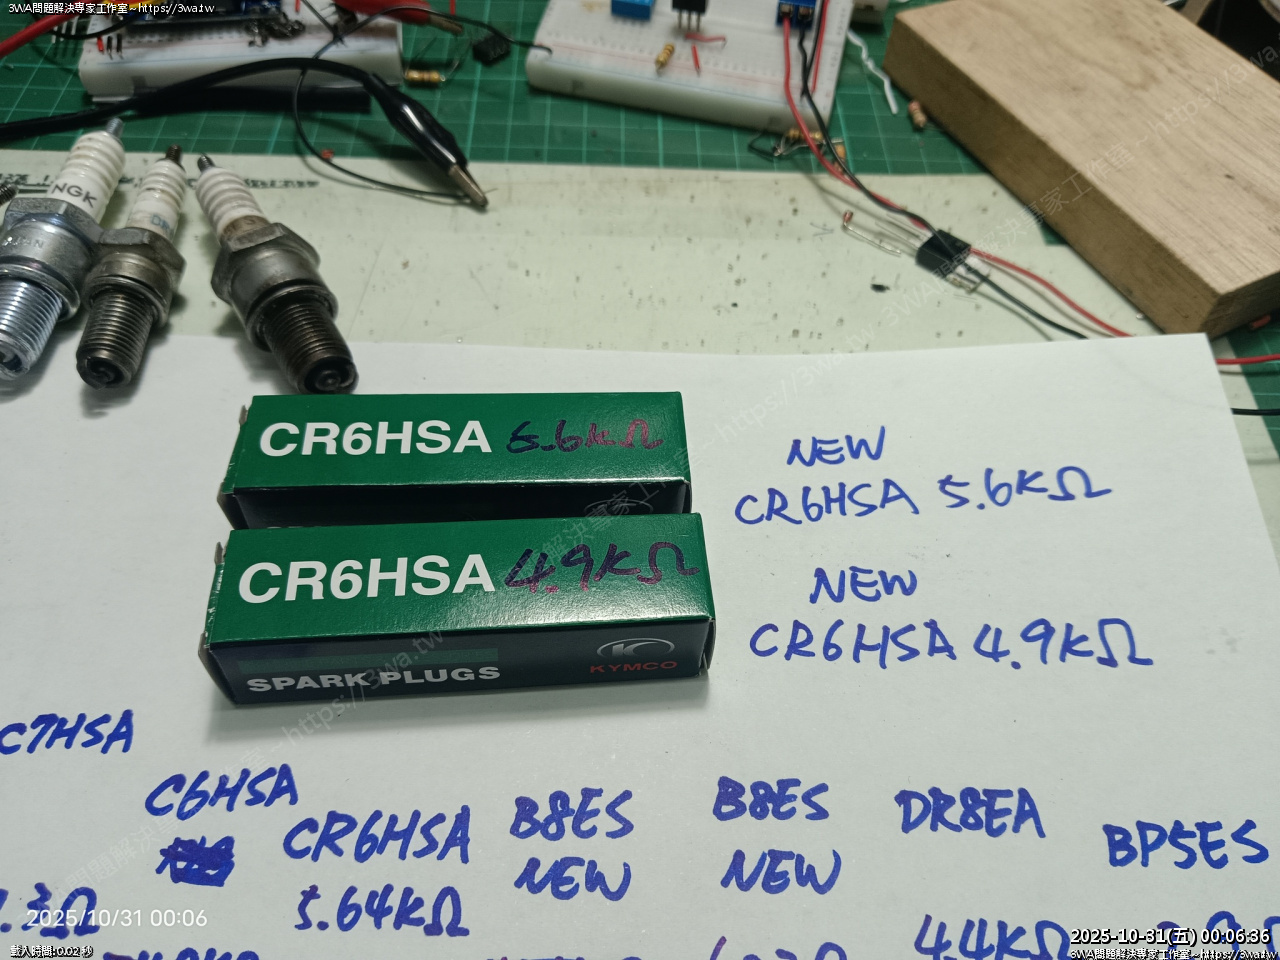 3WA問題解決專家工作室~https://3wa.tw
NGK
CR6HSA 5.6KΩ
CR6HSA 4.9KΩ
SPARK PLUGS
KYMCO
NEW
CR6HSA 5.6KΩ
NEW
CR6HSA 4.9KΩ
C7HSA
C6HSA
CR6HSA
5.64KΩ
B8ES
NEW
B8ES
NEW
DR8EA
4.4KΩ
BP5ES
2025/10/31 00:06
載入時間:0.02 秒
2025-10-31(五) 00:06:36
3WA問題解決專家工作室~https://3wa.tw